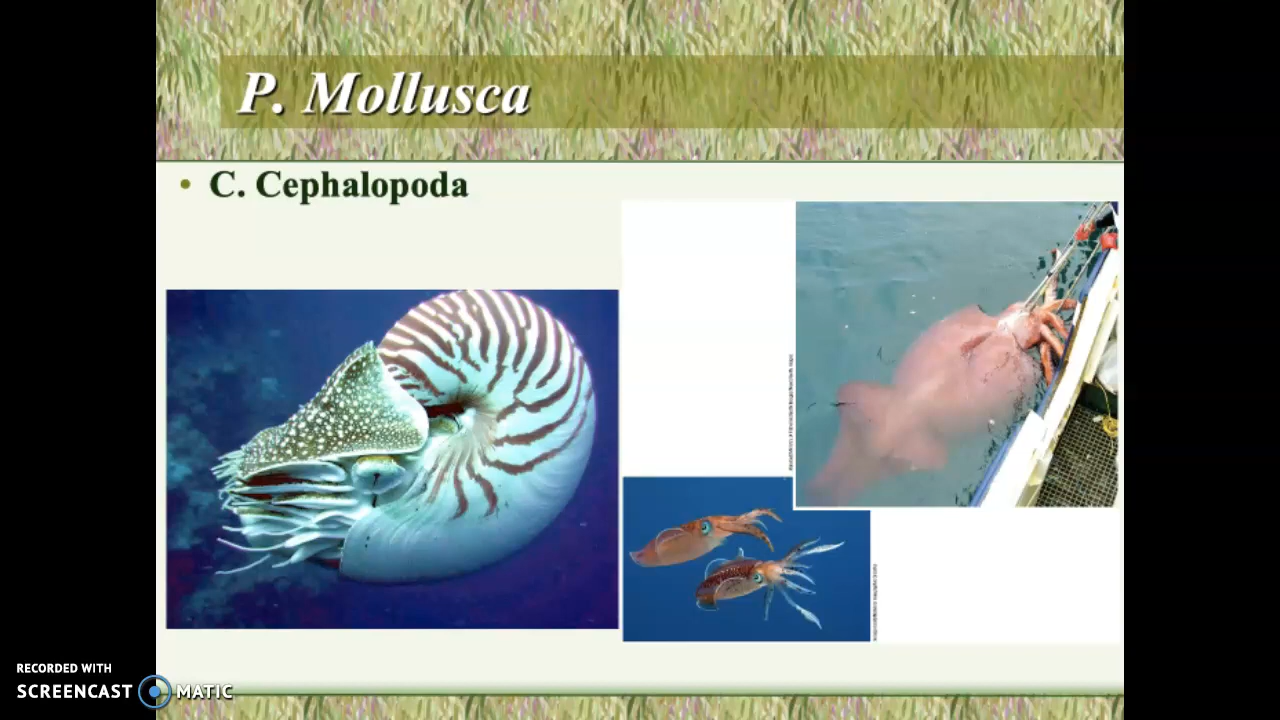 P. Mollusca
• C. Cephalopoda
RECORDED WITH
SCREENCAST MATIC